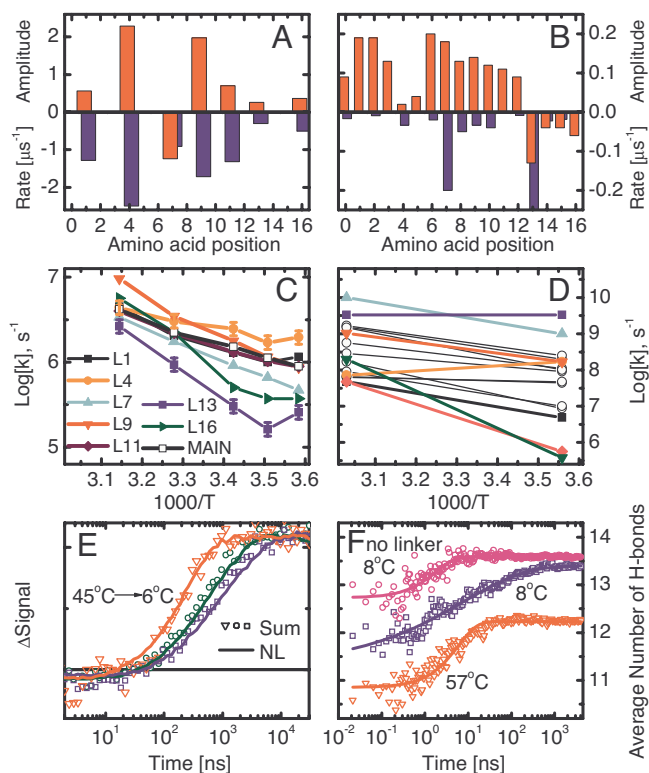 A
B
Amplitude
2
1
0
-1
-2
Rate [μs⁻¹]
0 2 4 6 8 10 12 14 16
Amino acid position
0.2
0.1
0.0
-0.1
-0.2
0 2 4 6 8 10 12 14 16
Amino acid position
Amplitude
Rate [μs⁻¹]
C
D
Log[k], s⁻¹
7
6
5
L1
L4
L7
L9
L11
L13
L16
MAIN
3.1 3.2 3.3 3.4 3.5 3.6
1000/T
10
9
8
7
6
3.1 3.2 3.3 3.4 3.5 3.6
1000/T
Log[k], s⁻¹
E
45°C→6°C
Sum
NL
ΔSignal
10¹ 10² 10³ 10⁴
Time [ns]
F
no linker
8°C
8°C
57°C
14
13
12
11
10⁻² 10⁻¹ 10⁰ 10¹ 10² 10³
Time [ns]
Average Number of H-bonds